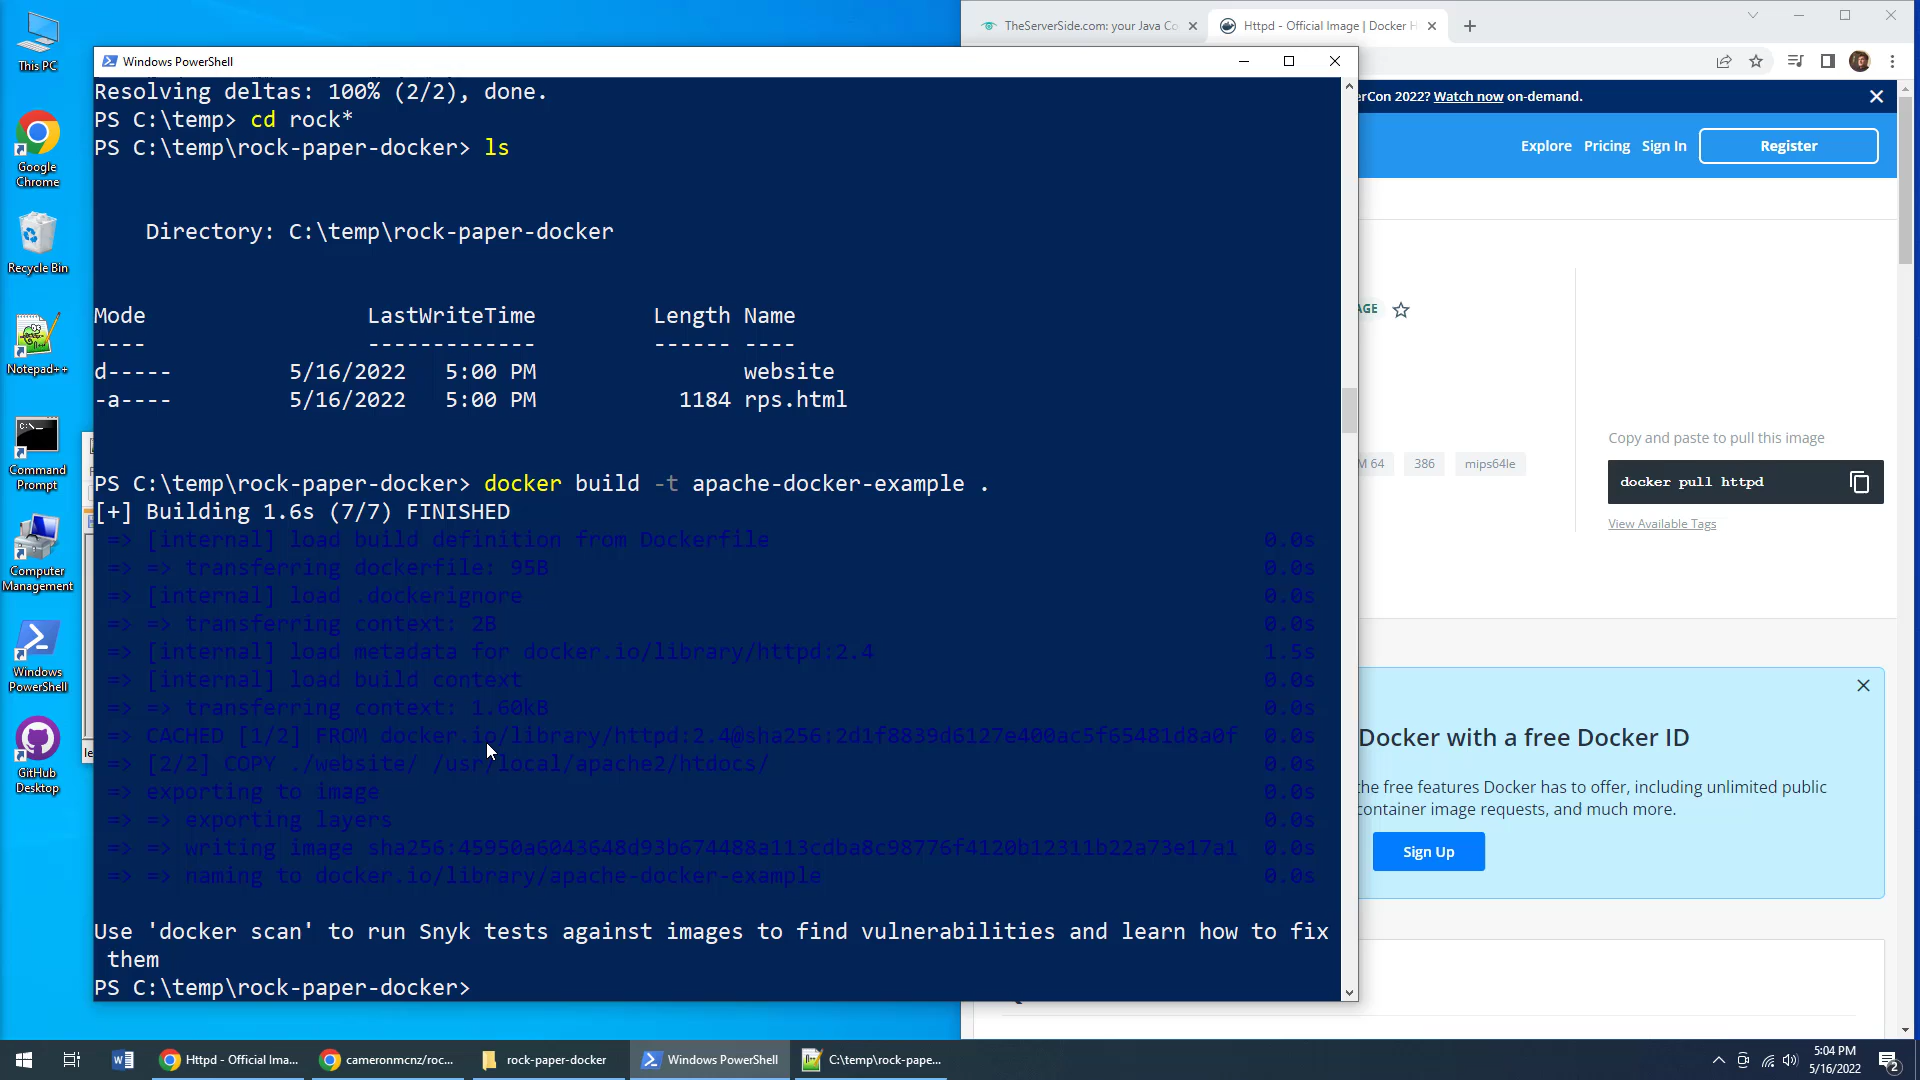 This PC
Google
Chrome
Recycle Bin
Notepad++
Command
Prompt
Computer
Management
Windows
PowerShell
GitHub
Desktop
TheServerSide.com: your Java Co
Httpd - Official Image | Docker H
Windows PowerShell
Resolving deltas: 100% (2/2), done.
PS C:\temp> cd rock*
PS C:\temp\rock-paper-docker> ls
Directory: C:\temp\rock-paper-docker
Mode LastWriteTime Length Name
---- ------------- ------ ----
d----- 5/16/2022 5:00 PM website
-a---- 5/16/2022 5:00 PM 1184 rps.html
PS C:\temp\rock-paper-docker> docker build -t apache-docker-example .
[+] Building 1.6s (7/7) FINISHED
=> [internal] load build definition from Dockerfile 0.0s
=> => transferring dockerfile: 95B 0.0s
=> [internal] load .dockerignore 0.0s
=> => transferring context: 2B 0.0s
=> [internal] load metadata for docker.io/library/httpd:2.4 1.5s
=> [internal] load build context 0.0s
=> => transferring context: 1.60kB 0.0s
=> CACHED [1/2] FROM docker.io/library/httpd:2.4@sha256:2d1f8839d6127e400ac5f65481d8a0f 0.0s
=> [2/2] COPY ./website/ /usr/local/apache2/htdocs/ 0.0s
=> exporting to image 0.0s
=> => exporting layers 0.0s
=> => writing image sha256:45950a6043648d93b674488a113cdba8c98776f4120b12311b22a73e17a1 0.0s
=> => naming to docker.io/library/apache-docker-example 0.0s
Use 'docker scan' to run Snyk tests against images to find vulnerabilities and learn how to fix
them
PS C:\temp\rock-paper-docker>
erCon 2022? Watch now on-demand.
Explore Pricing Sign In Register
AGE
M 64 386 mips64le
Copy and paste to pull this image
docker pull httpd
View Available Tags
Docker with a free Docker ID
the free features Docker has to offer, including unlimited public
container image requests, and much more.
Sign Up
Httpd - Official Ima...
cameronmcnz/roc...
rock-paper-docker
Windows PowerShell
C:\temp\rock-pape...
5:04 PM
5/16/2022
2